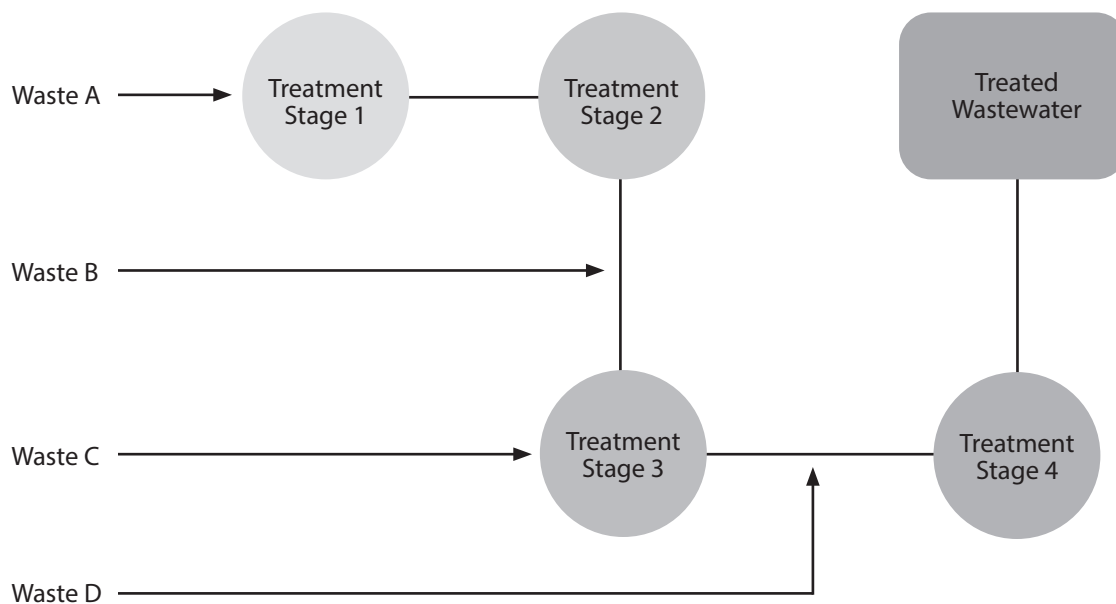 Waste A
Treatment
Stage 1
Treatment
Stage 2
Treated
Wastewater
Waste B
Waste C
Treatment
Stage 3
Treatment
Stage 4
Waste D